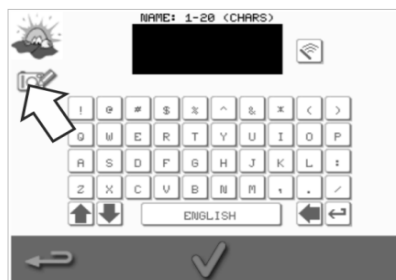 NAME: 1-20 (CHARS)
! @ # $ % ^ & * ( )
Q W E R T Y U I O P
A S D F G H J K L :
Z X C V B N M , . /
ENGLISH